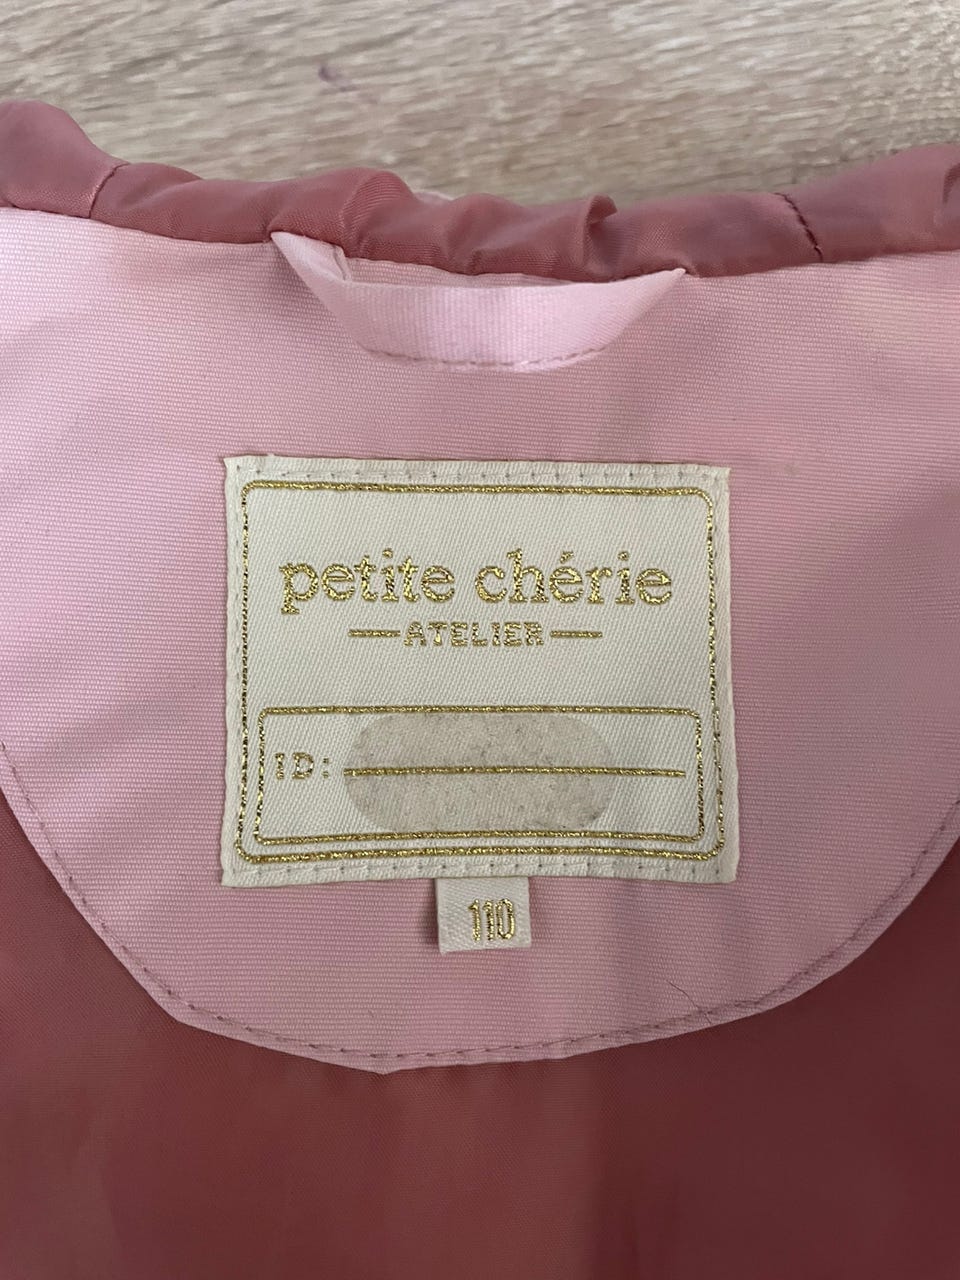 petite chérie
ATELIER
ID:
110